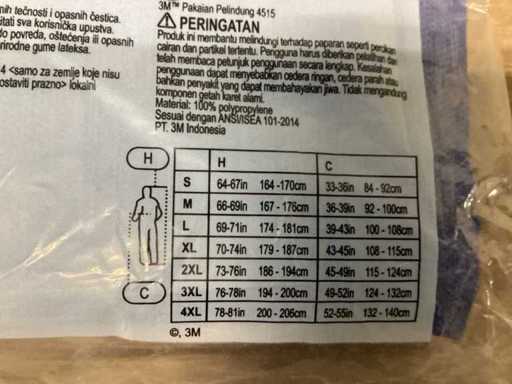 nih tečnosti i opasnih čestica.
itati sva korisnička upustva.
do povreda, oštećenja ili opasnih
rirodne gume lateksa.
4 <samo za zemlje koje nisu
ostaviti prazno> lokalni
3M™ Pakaian Pelindung 4515
⚠ PERINGATAN
Produk ini membantu melindungi terhadap paparan seperti percikan
cairan dan partikel tertentu. Pengguna harus diberikan pelatihan dan
telah membaca petunjuk penggunaan secara lengkap. Kesalahan
penggunaan dapat menyebabkan cedera ringan, cedera parah atau
bahkan penyakit yang dapat membahayakan jiwa. Tidak mengandung
komponen getah karet alami.
Material: 100% polypropylene
Sesuai dengan ANSI/ISEA 101-2014
PT. 3M Indonesia
H
C
H C
S 64-67in 164 -170cm 33-36in 84 - 92cm
M 66-69in 167 - 176cm 36-39in 92 - 100cm
L 69-71in 174 - 181cm 39-43in 100 - 108cm
XL 70-74in 179 - 187cm 43-45in 108 - 115cm
2XL 73-76in 186 - 194cm 45-49in 115 - 124cm
3XL 76-78in 194 - 200cm 49-52in 124 - 132cm
4XL 78-81in 200 - 206cm 52-55in 132 - 140cm
©, 3M